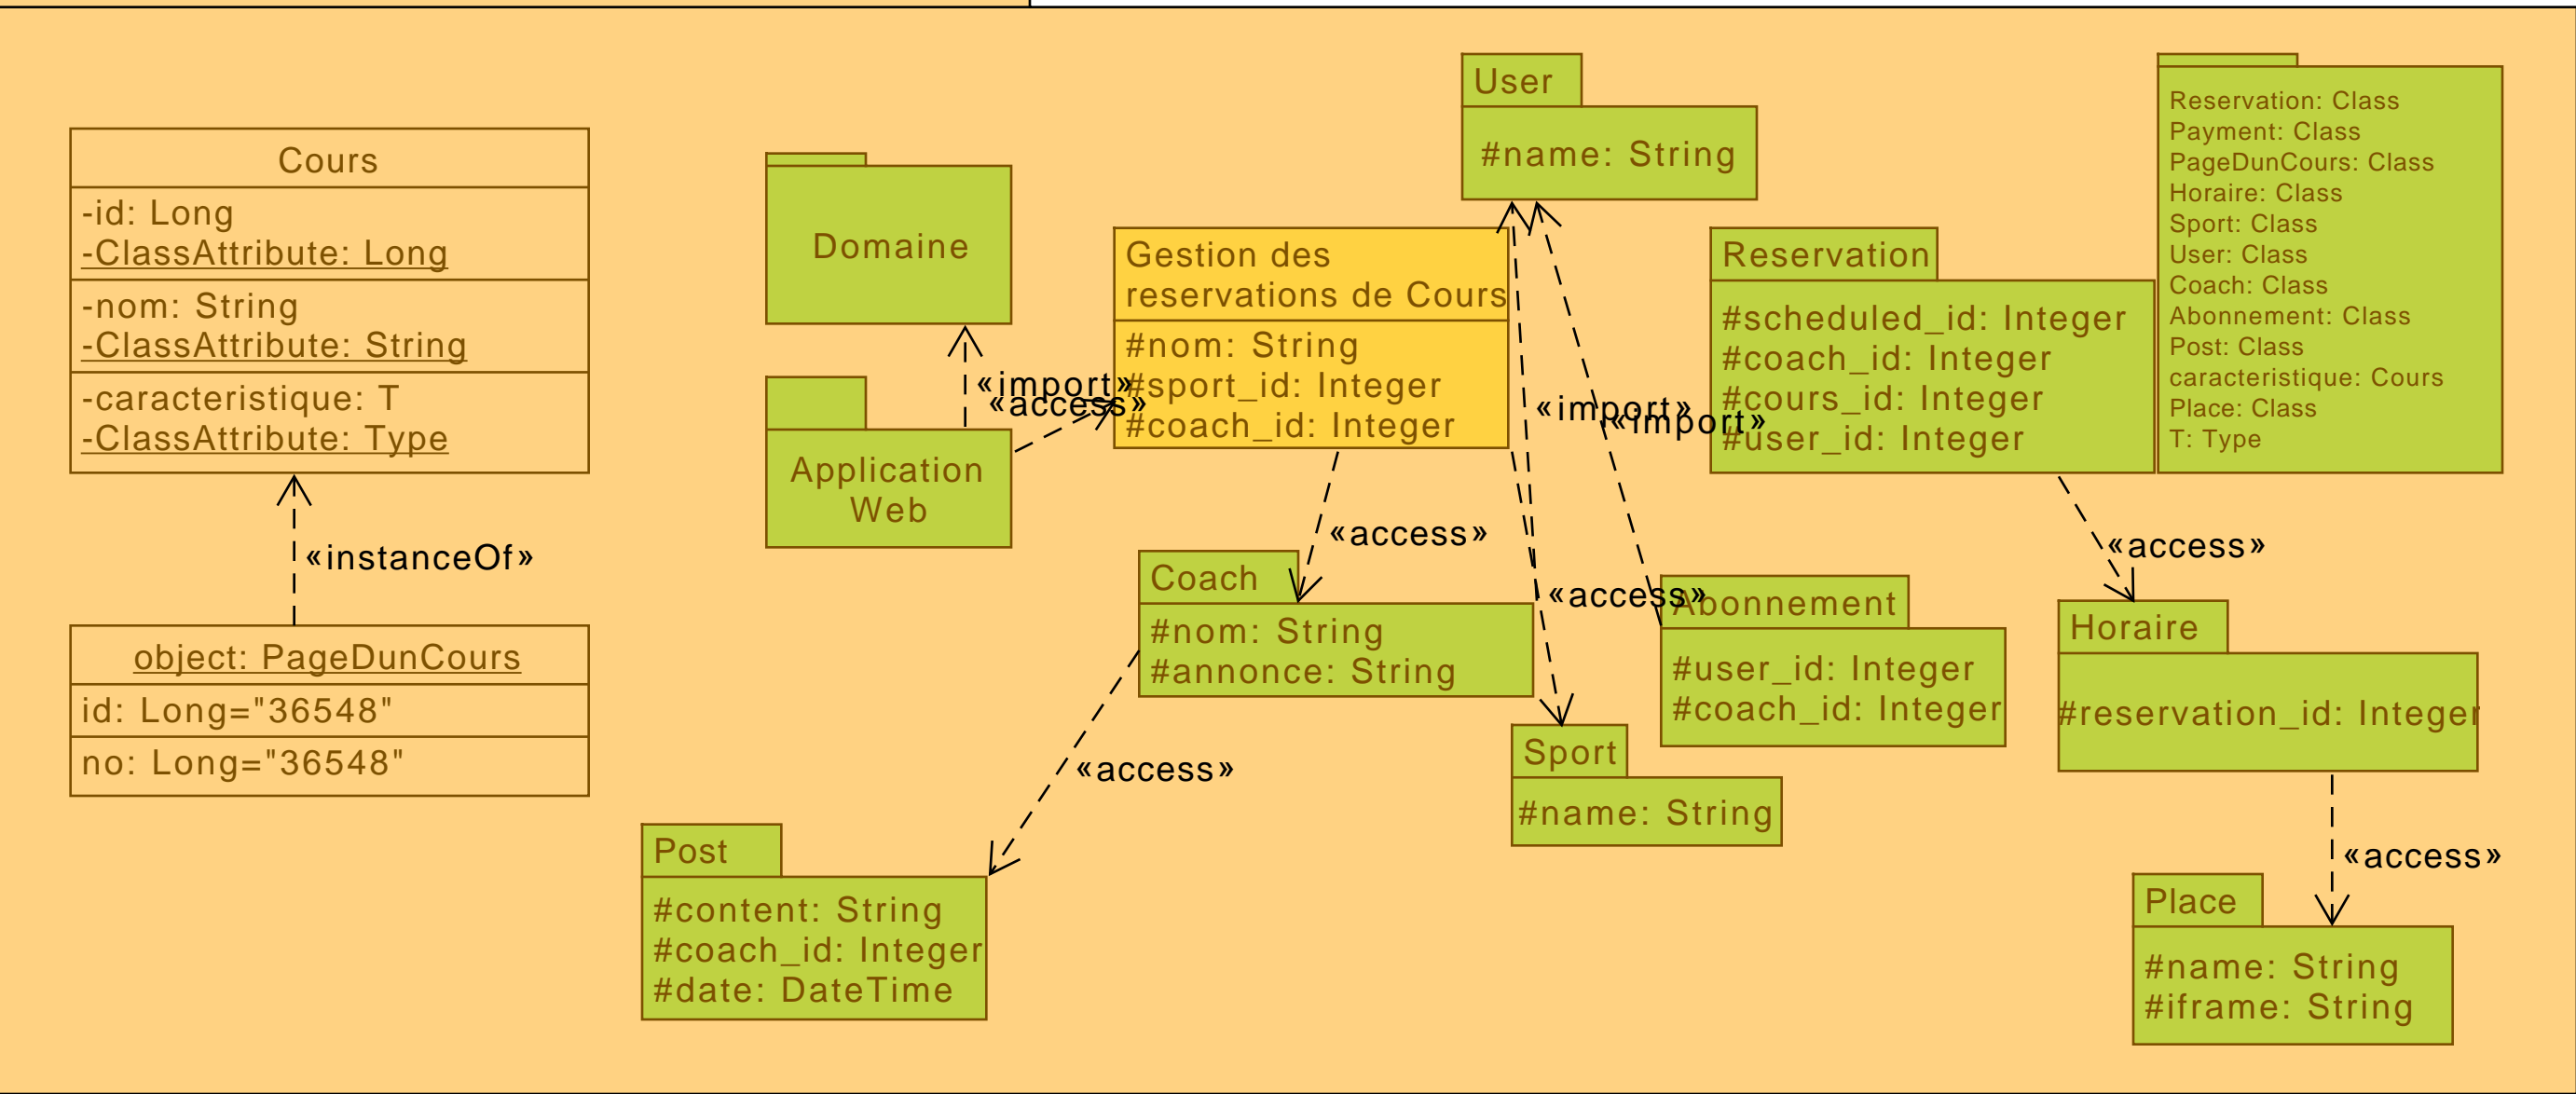 Cours
-id: Long
-ClassAttribute: Long
-nom: String
-ClassAttribute: String
-caracteristique: T
-ClassAttribute: Type
«instanceOf»
object: PageDunCours
id: Long="36548"
no: Long="36548"
Domaine
«import»
«access»
Application
Web
Gestion des
reservations de Cours
#nom: String
#sport_id: Integer
#coach_id: Integer
User
#name: String
«import»
«import»
«access»
«access»
Coach
#nom: String
#annonce: String
«access»
Post
#content: String
#coach_id: Integer
#date: DateTime
Sport
#name: String
Abonnement
#user_id: Integer
#coach_id: Integer
Reservation
#scheduled_id: Integer
#coach_id: Integer
#cours_id: Integer
#user_id: Integer
Reservation: Class
Payment: Class
PageDunCours: Class
Horaire: Class
Sport: Class
User: Class
Coach: Class
Abonnement: Class
Post: Class
caracteristique: Cours
Place: Class
T: Type
«access»
Horaire
#reservation_id: Integer
«access»
Place
#name: String
#iframe: String